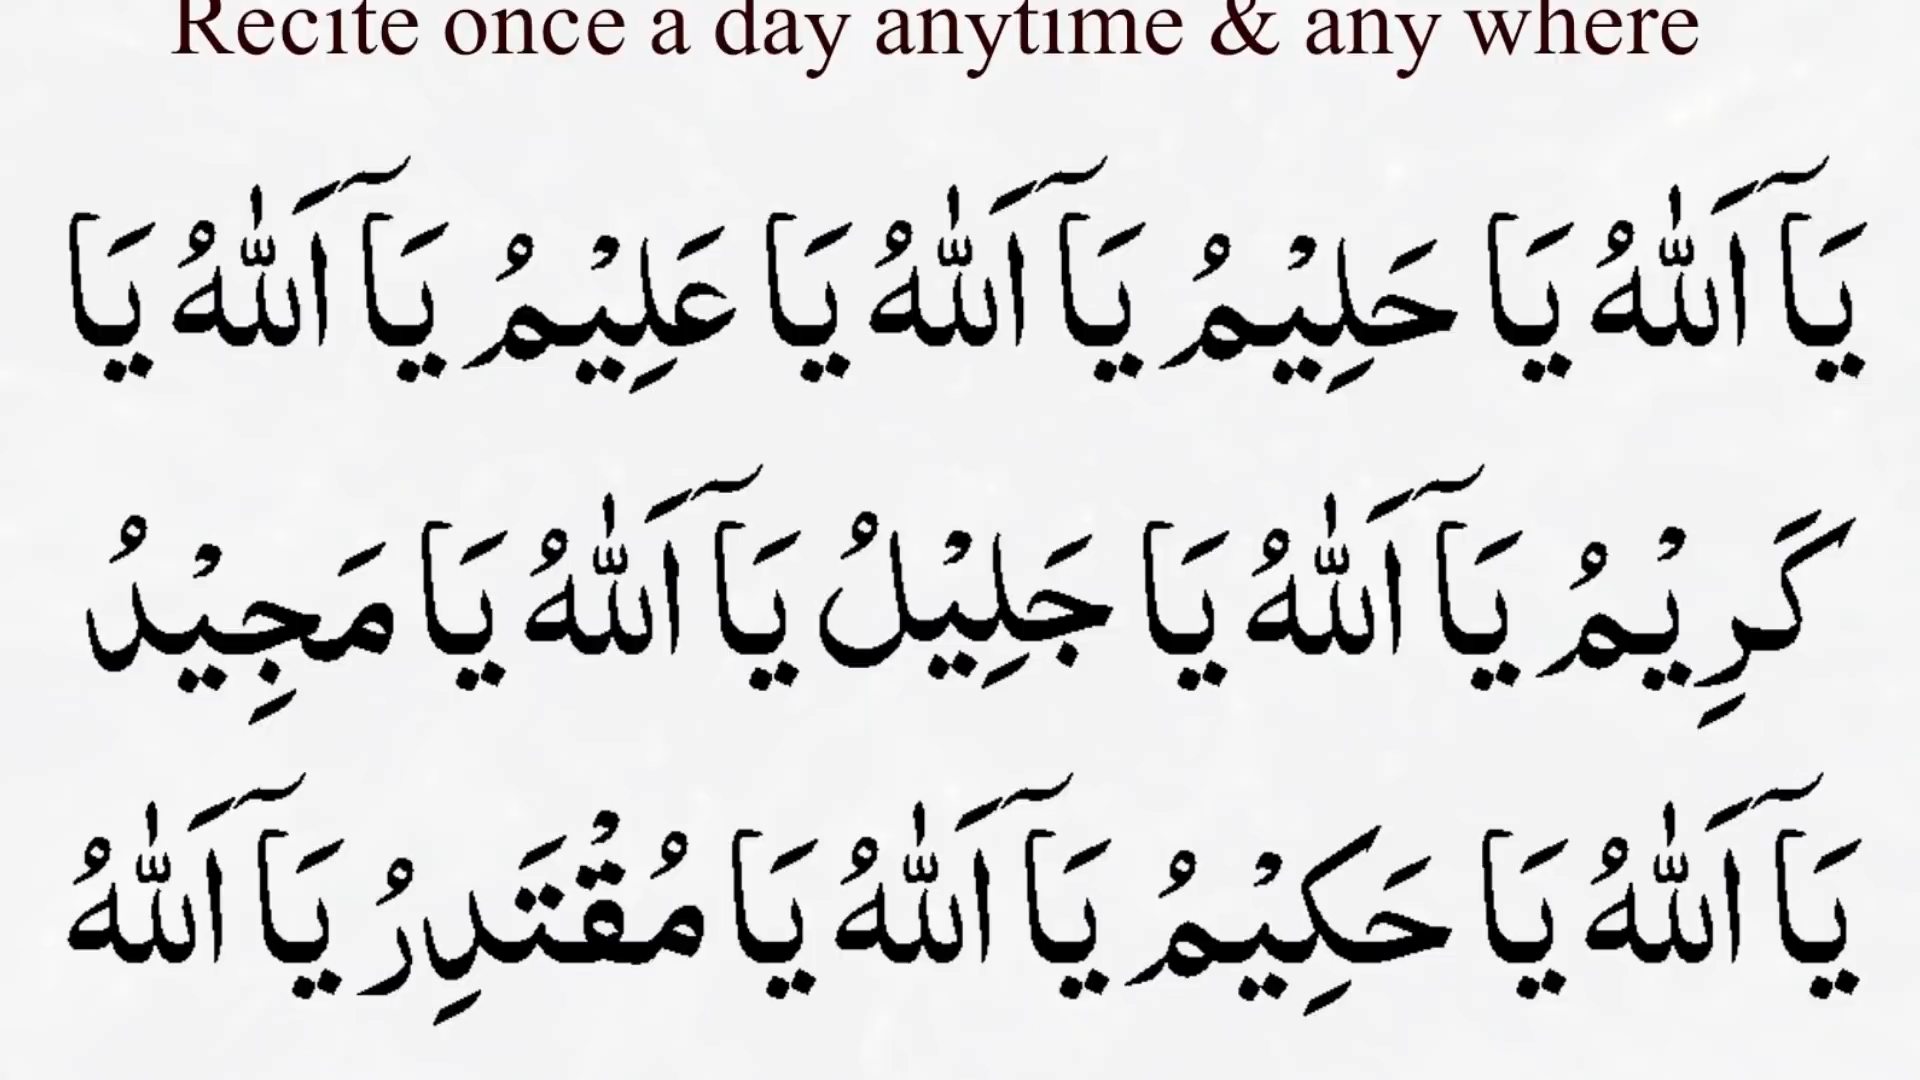 Recite once a day anytime & any where
يَآ اَللّٰهُ يَا حَلِيْمُ يَآ اَللّٰهُ يَا عَلِيْمُ يَآ اَللّٰهُ يَا
كَرِيْمُ يَآ اَللّٰهُ يَا جَلِيْلُ يَآ اَللّٰهُ يَا مَجِيْدُ
يَآ اَللّٰهُ يَا حَكِيْمُ يَآ اَللّٰهُ يَا مُقْتَدِرُ يَآ اَللّٰهُ